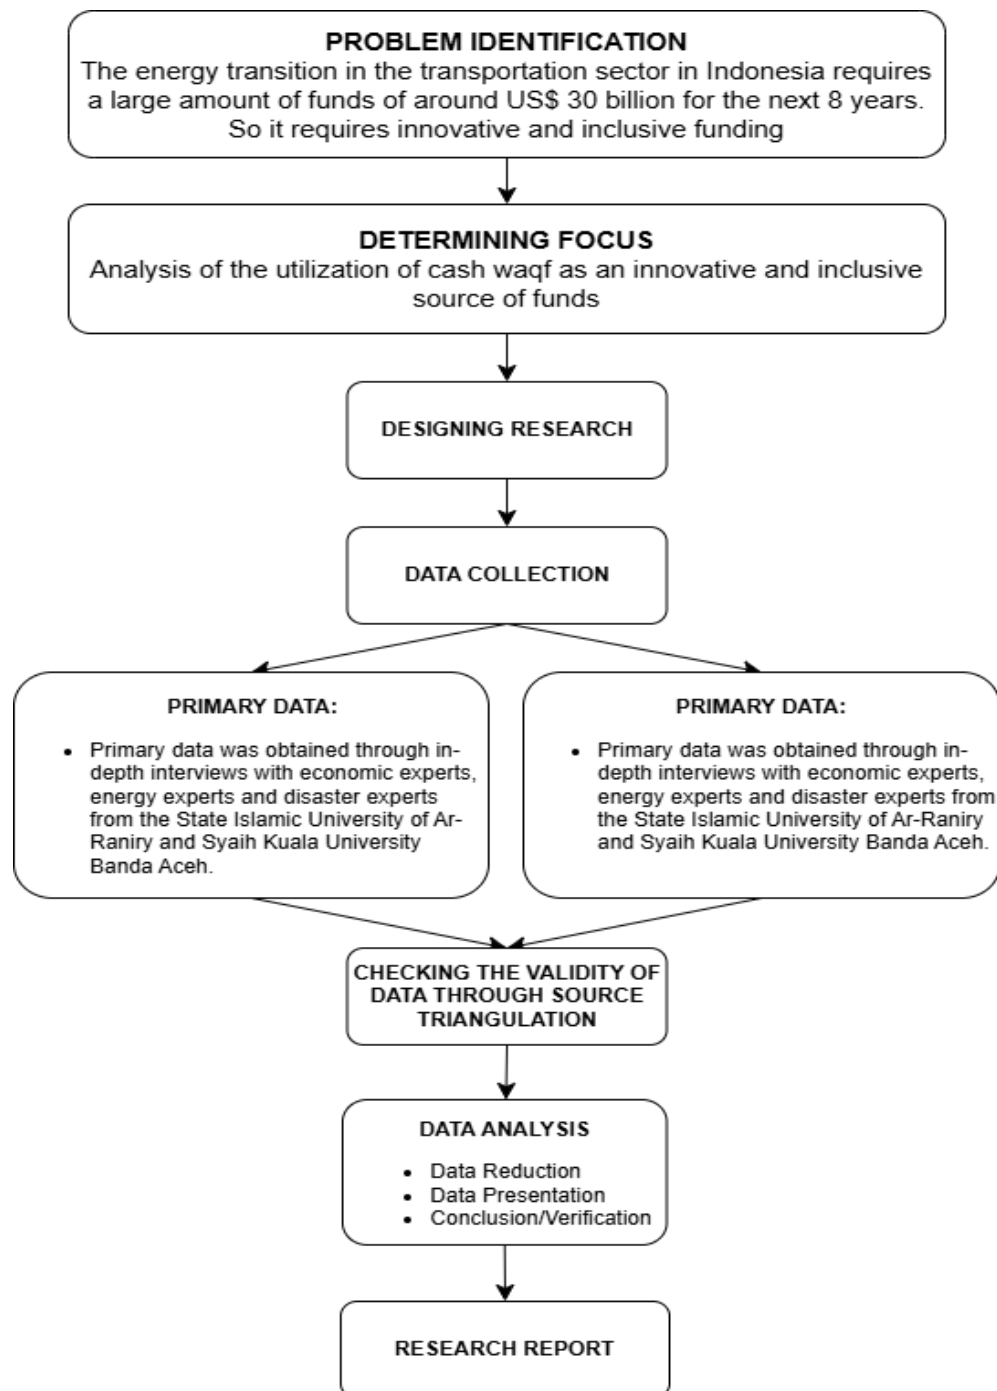 PROBLEM IDENTIFICATION
The energy transition in the transportation sector in Indonesia requires
a large amount of funds of around US$ 30 billion for the next 8 years.
So it requires innovative and inclusive funding
DETERMINING FOCUS
Analysis of the utilization of cash waqf as an innovative and inclusive
source of funds
DESIGNING RESEARCH
DATA COLLECTION
PRIMARY DATA:
• Primary data was obtained through in-
depth interviews with economic experts,
energy experts and disaster experts
from the State Islamic University of Ar-
Raniry and Syaih Kuala University
Banda Aceh.
PRIMARY DATA:
• Primary data was obtained through in-
depth interviews with economic experts,
energy experts and disaster experts from
the State Islamic University of Ar-Raniry
and Syaih Kuala University Banda Aceh.
CHECKING THE VALIDITY OF
DATA THROUGH SOURCE
TRIANGULATION
DATA ANALYSIS
• Data Reduction
• Data Presentation
• Conclusion/Verification
RESEARCH REPORT